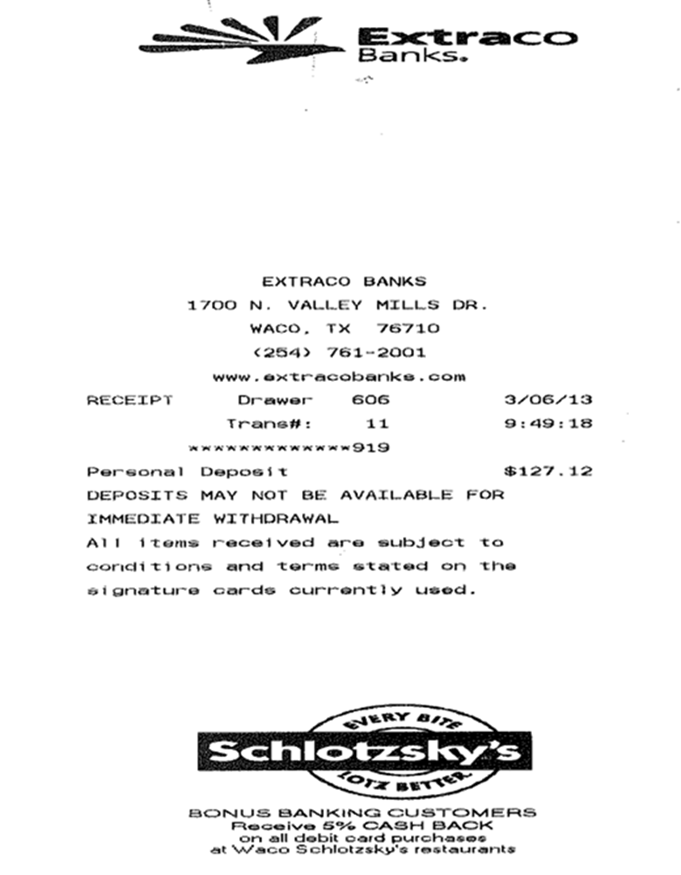 Extraco
Banks.
EXTRACO BANKS
1700 N. VALLEY MILLS DR.
WACO, TX 76710
(254) 761-2001
www.extracobanks.com
RECEIPT Drawer 606 3/06/13
Trans#: 11 9:49:18
*************919
Personal Deposit $127.12
DEPOSITS MAY NOT BE AVAILABLE FOR
IMMEDIATE WITHDRAWAL
All items received are subject to
conditions and terms stated on the
signature cards currently used.
EVERY BITE
Schlotzsky's
LOTZ BETTER
BONUS BANKING CUSTOMERS
Receive 5% CASH BACK
on all debit card purchases
at Waco Schlotzsky's restaurants